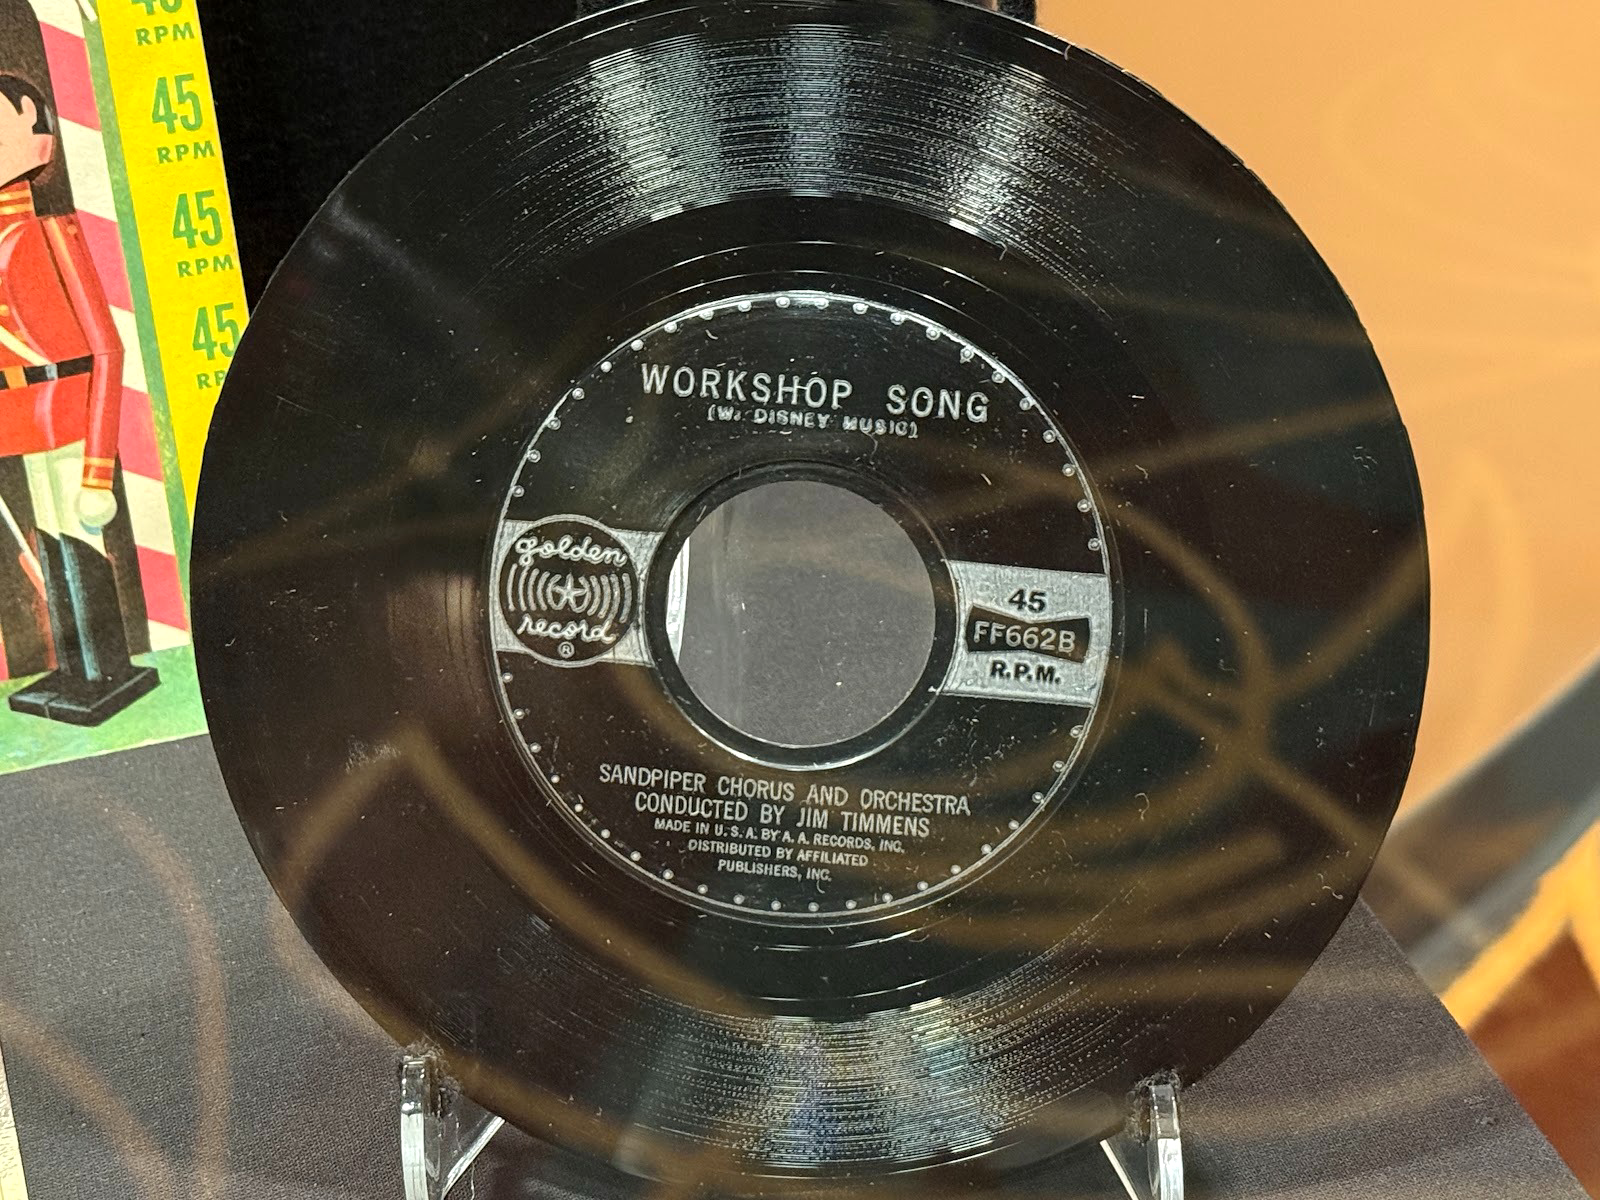 45
RPM
45
RPM
45
RPM
45
RP
WORKSHOP SONG
(W. DISNEY MUSIC)
golden
record
®
45
FF662B
R.P.M.
SANDPIPER CHORUS AND ORCHESTRA
CONDUCTED BY JIM TIMMENS
MADE IN U.S.A. BY A. A. RECORDS, INC.
DISTRIBUTED BY AFFILIATED
PUBLISHERS, INC.